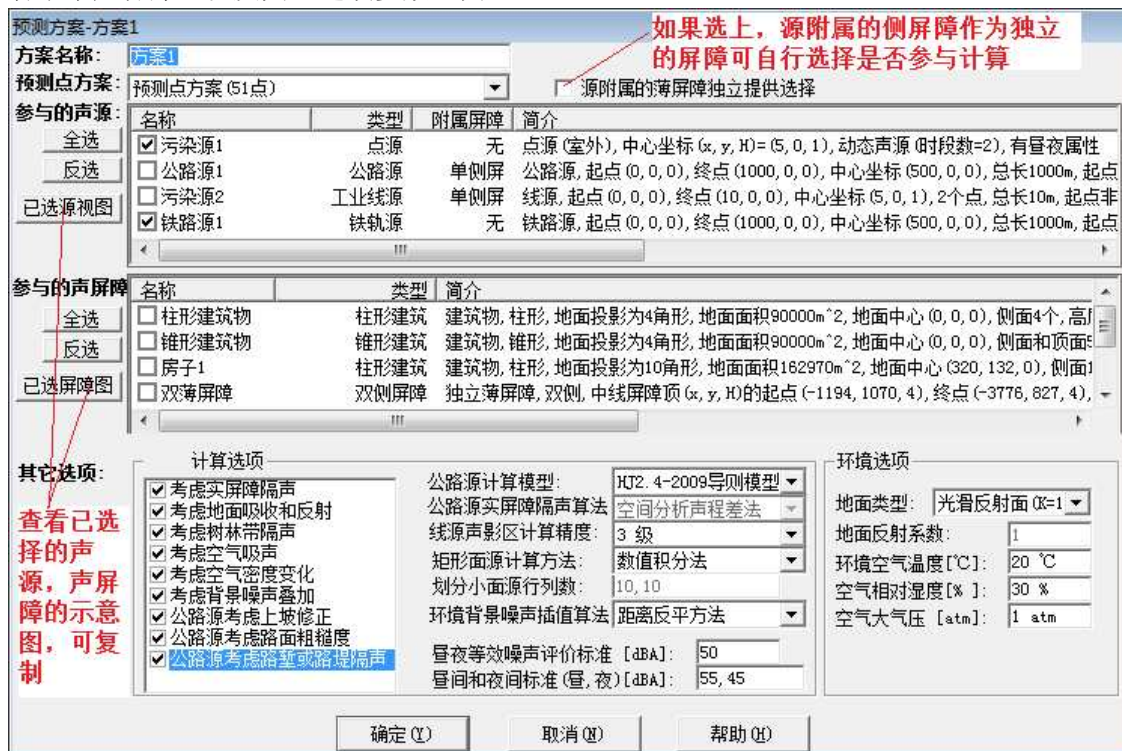 预测方案-方案1
如果选上，源附属的侧屏障作为独立
的屏障可自行选择是否参与计算
方案名称： 方案1
预测点方案: 预测点方案(51点) 源附属的薄屏障独立提供选择
参与的声源: 名称 类型 附属屏障 简介
全选 污染源1 点源 无 点源(室外),中心坐标(x,y,H)=(5,0,1),动态声源(时段数=2),有昼夜属性
反选 公路源1 公路源 单侧屏 公路源,起点(0,0,0),终点(1000,0,0),中心坐标(500,0,0),总长1000m,起点
已选源视图 污染源2 工业线源 单侧屏 线源,起点(0,0,0),终点(10,0,0),中心坐标(5,0,1),2个点,总长10m,起点非
铁路源1 铁轨源 无 铁路源,起点(0,0,0),终点(1000,0,0),中心坐标(500,0,0),总长1000m,起点
参与的声屏障 名称 类型 简介
全选 柱形建筑物 柱形建筑 建筑物,柱形,地面投影为4角形,地面面积90000m^2,地面中心(0,0,0),侧面4个,高
反选 锥形建筑物 锥形建筑 建筑物,锥形,地面投影为4角形,地面面积90000m^2,地面中心(0,0,0),侧面和顶面
房子1 柱形建筑 建筑物,柱形,地面投影为10角形,地面面积162970m^2,地面中心(320,132,0),侧面1
已选屏障图 双薄屏障 双侧屏障 独立薄屏障,双侧,中线屏障顶(x,y,H)的起点(-1194,1070,4),终点(-3776,827,4),
其它选项:
查看已选
择的声
源，声屏
障的示意
图，可复
制
计算选项
考虑实屏障隔声
考虑地面吸收和反射
考虑树林带隔声
考虑空气吸声
考虑空气密度变化
考虑背景噪声叠加
公路源考虑上坡修正
公路源考虑路面粗糙度
公路源考虑路堑或路堤隔声
公路源计算模型: HJ2.4-2009导则模型
公路源实屏障隔声算法 空间分析声程差法
线源声影区计算精度: 3 级
矩形面源计算方法: 数值积分法
划分小面源行列数: 10,10
环境背景噪声插值算法 距离反平方法
昼夜等效噪声评价标准 [dBA]: 50
昼间和夜间标准(昼,夜)[dBA]: 55,45
环境选项
地面类型: 光滑反射面(K=1
地面反射系数: 1
环境空气温度[℃]: 20 ℃
空气相对湿度[% ]: 30 %
空气大气压 [atm]: 1 atm
确定(Y) 取消(N) 帮助(H)